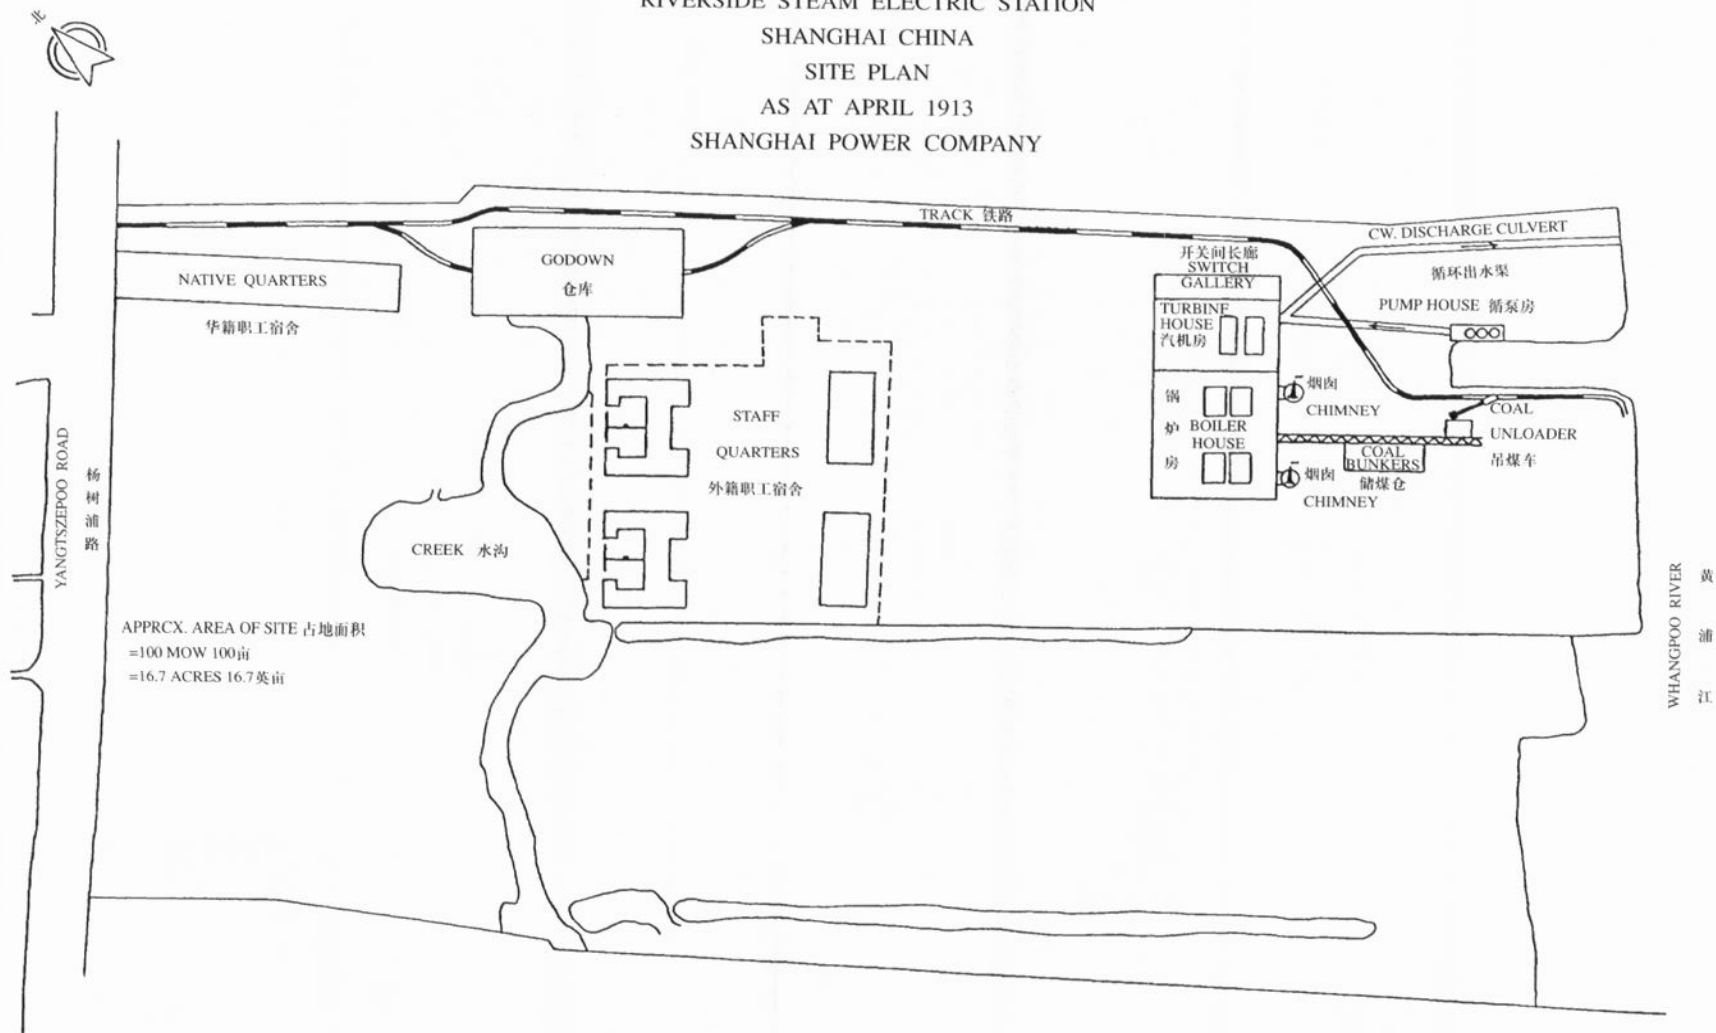 北
RIVERSIDE STEAM ELECTRIC STATION
SHANGHAI CHINA
SITE PLAN
AS AT APRIL 1913
SHANGHAI POWER COMPANY
TRACK 铁路
CW. DISCHARGE CULVERT
循环出水渠
PUMP HOUSE 循泵房
NATIVE QUARTERS
华籍职工宿舍
GODOWN
仓库
开关间长廊
SWITCH
GALLERY
TURBINE
HOUSE
汽机房
STAFF
QUARTERS
外籍职工宿舍
锅炉房
BOILER
HOUSE
烟囱
CHIMNEY
烟囱
CHIMNEY
COAL
UNLOADER
吊煤车
COAL
BUNKERS
储煤仓
YANGTSZEPOO ROAD
杨树浦路
CREEK 水沟
APPRCX. AREA OF SITE 占地面积
=100 MOW 100亩
=16.7 ACRES 16.7英亩
WHANGPOO RIVER
黄浦江